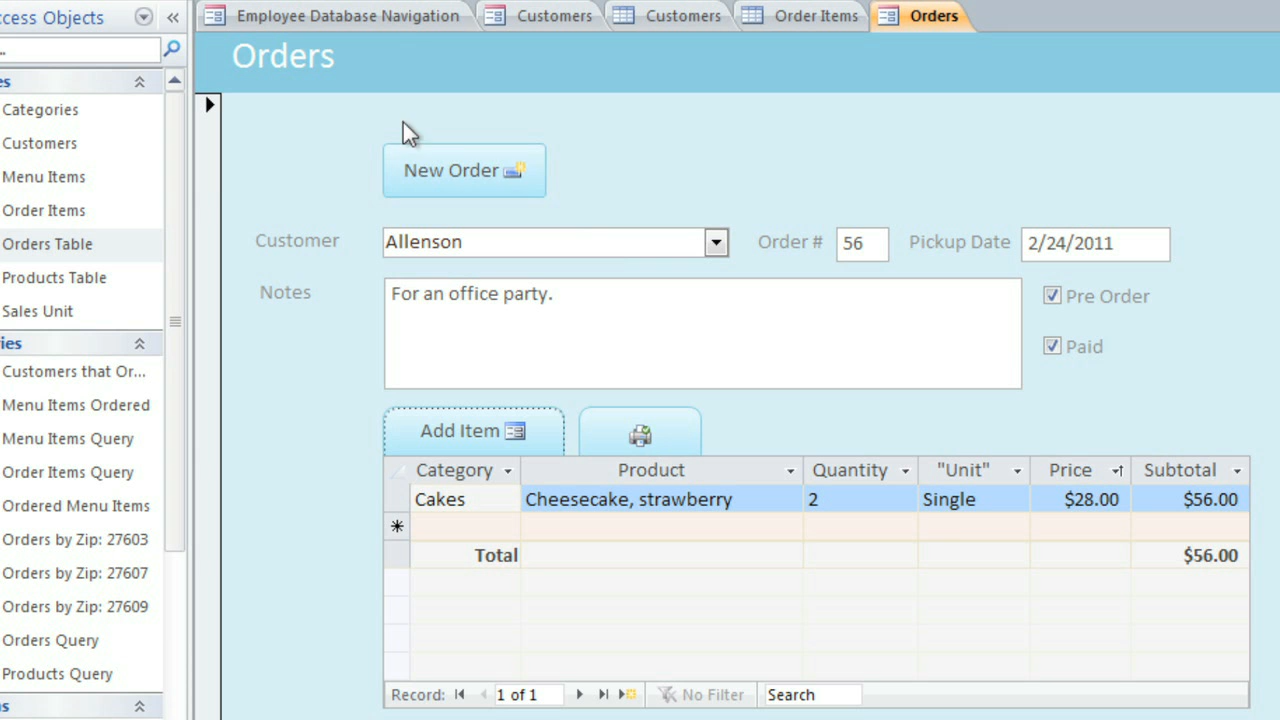 ccess Objects
Employee Database Navigation
Customers
Customers
Order Items
Orders
...
es
Categories
Customers
Menu Items
Order Items
Orders Table
Products Table
Sales Unit
ies
Customers that Or...
Menu Items Ordered
Menu Items Query
Order Items Query
Ordered Menu Items
Orders by Zip: 27603
Orders by Zip: 27607
Orders by Zip: 27609
Orders Query
Products Query
s
Orders
New Order
Customer Allenson Order # 56 Pickup Date 2/24/2011
Notes For an office party. Pre Order
Paid
Add Item
Category Product Quantity "Unit" Price Subtotal
Cakes Cheesecake, strawberry 2 Single $28.00 $56.00
Total $56.00
Record: 1 of 1 No Filter Search